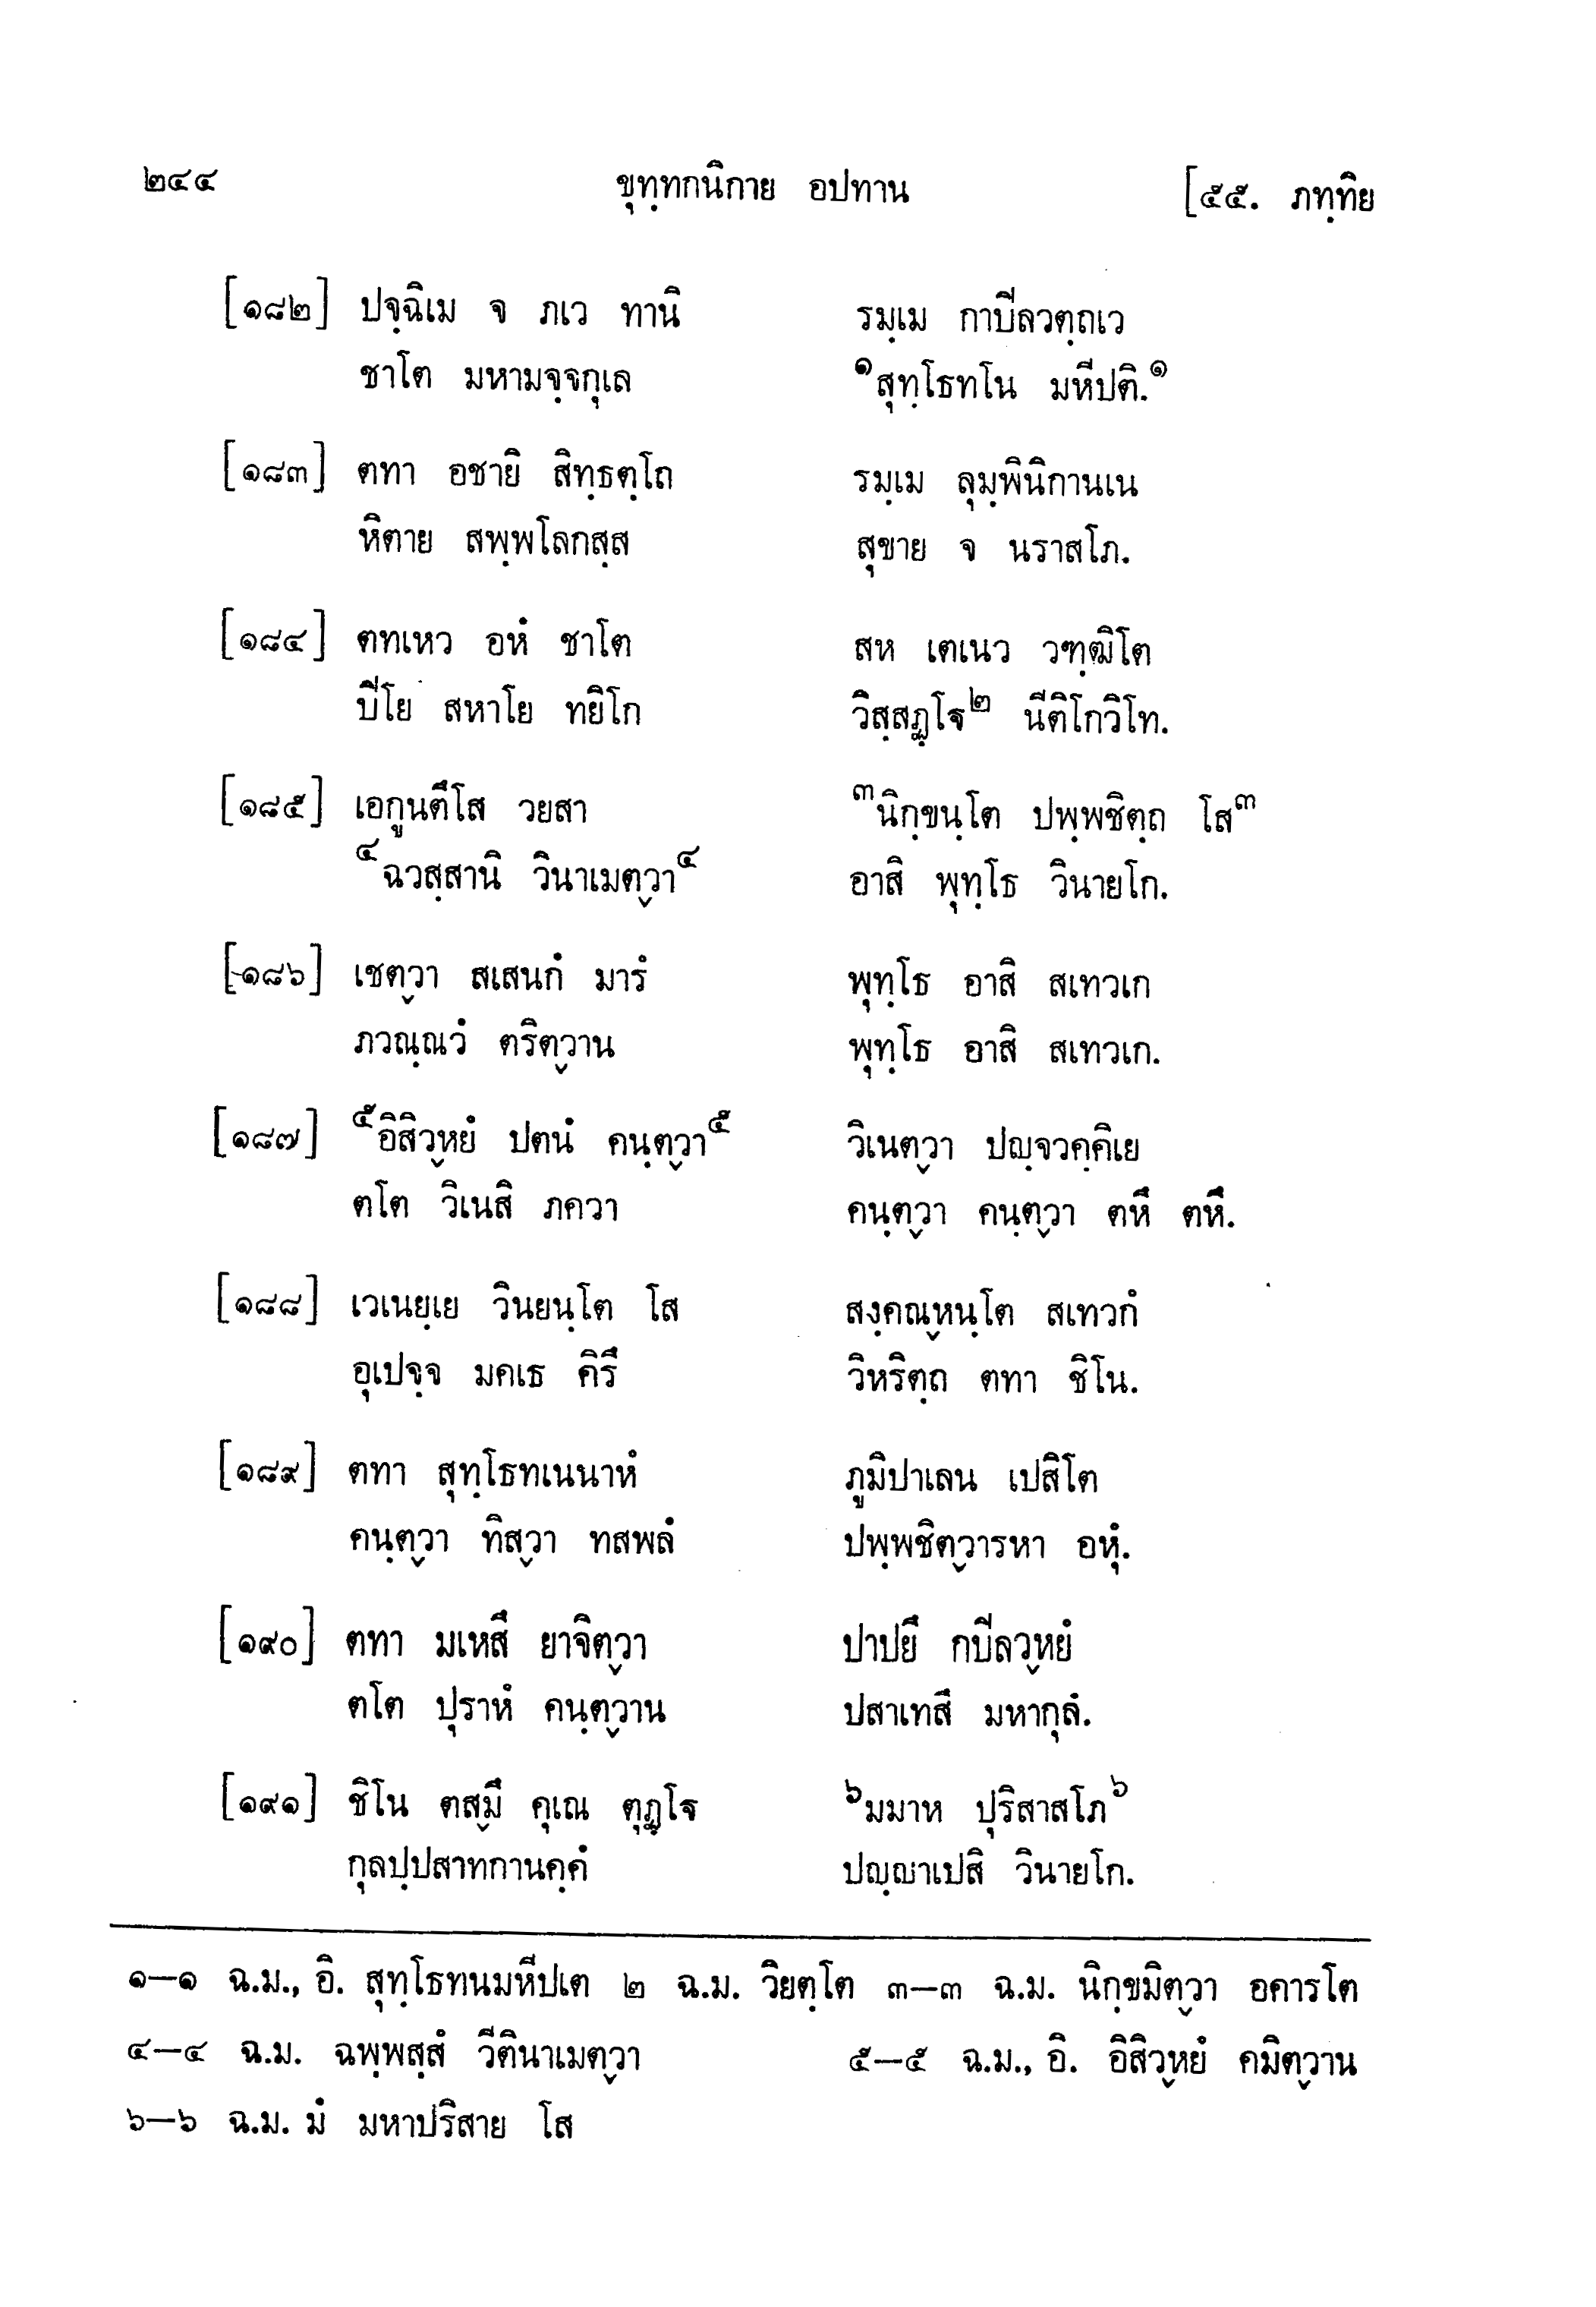 ๒๔๔ ขุทฺทกนิกาย อปทาน [๕๕. ภทฺทิย
[๑๘๒] ปจฺฉิเม จ ภเว ทานิ รมฺเม กาปิลวตฺถเว
ชาโต มหามจฺจกุเล ๑สุทฺโธทโน มหีปติ.๑
[๑๘๓] ตทา อชายิ สิทฺธตฺโถ รมฺเม ลุมฺพินิกานเน
หิตาย สพฺพโลกสฺส สุขาย จ นราสโภ.
[๑๘๔] ตทเหว อหํ ชาโต สห เตเนว วฑฺฒิโต
ปิโย สหาโย ทยิโก วิสฺสฏฺโฐ๒ นีติโกวิโท.
[๑๘๕] เอกูนตึโส วยสา ๓นิกฺขนฺโต ปพฺพชิตฺถ โส๓
๔ฉวสฺสานิ วินาเมตฺวา๔ อาสิ พุทฺโธ วินายโก.
[๑๘๖] เชตฺวา สเสนกํ มารํ พุทฺโธ อาสิ สเทวเก
ภวณฺณวํ ตริตฺวาน พุทฺโธ อาสิ สเทวเก.
[๑๘๗] ๕อิสิวฺหยํ ปตนํ คนฺตฺวา๕ วิเนตฺวา ปญฺจวคฺคิเย
ตโต วิเนสิ ภควา คนฺตฺวา คนฺตฺวา ตหึ ตหึ.
[๑๘๘] เวเนยฺเย วินยนฺโต โส สงฺคณฺหนฺโต สเทวกํ
อุเปจฺจ มคเธ คิรึ วิหริตฺถ ตทา ชิโน.
[๑๘๙] ตทา สุทฺโธทเนนาหํ ภูมิปาเลน เปสิโต
คนฺตฺวา ทิสฺวา ทสพลํ ปพฺพชิตฺวารหา อหุํ.
[๑๙๐] ตทา มเหสึ ยาจิตฺวา ปาปยึ กปิลวฺหยํ
ตโต ปุราหํ คนฺตฺวาน ปสาเทสึ มหากุลํ.
[๑๙๑] ชิโน ตสฺมึ คุเณ ตุฏฺโฐ ๖มมาห ปุริสาสโภ๖
กุลปฺปสาทกานคฺคํ ปญฺญาเปสิ วินายโก.
๑—๑ ฉ.ม., อิ. สุทฺโธทนมหีปเต ๒ ฉ.ม. วิยตฺโต ๓—๓ ฉ.ม. นิกฺขมิตฺวา อคารโต
๔—๔ ฉ.ม. ฉพฺพสฺสํ วีตินาเมตฺวา ๕—๕ ฉ.ม., อิ. อิสิวฺหยํ คมิตฺวาน
๖—๖ ฉ.ม. มํ มหาปริสาย โส